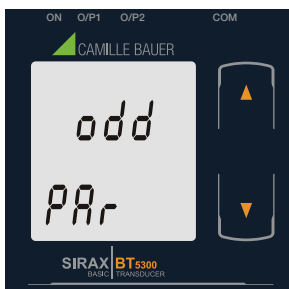 ON O/P1 O/P2 COM
CAMILLE BAUER
odd
PAr
SIRAX BT5300
BASIC TRANSDUCER